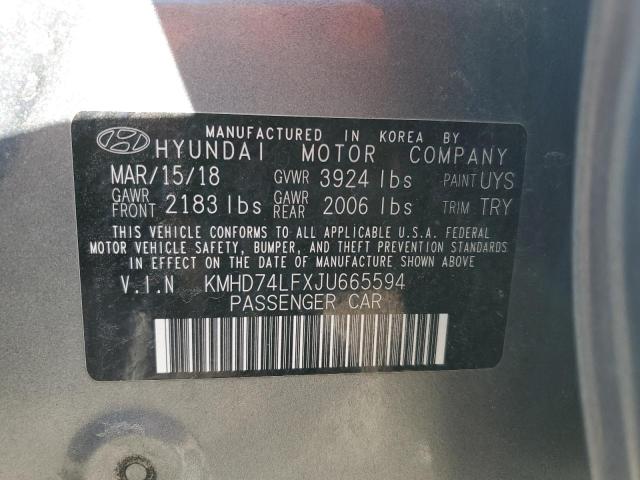 MANUFACTURED IN KOREA BY
HYUNDAI MOTOR COMPANY
MAR/15/18 GVWR 3924 lbs PAINT UYS
GAWR FRONT 2183 lbs GAWR REAR 2006 lbs TRIM TRY
THIS VEHICLE CONFORMS TO ALL APPLICABLE U.S.A. FEDERAL
MOTOR VEHICLE SAFETY, BUMPER, AND THEFT PREVENTION STANDARDS
IN EFFECT ON THE DATE OF MANUFACTURE SHOWN ABOVE.
V.I.N KMHD74LFXJU665594
PASSENGER CAR